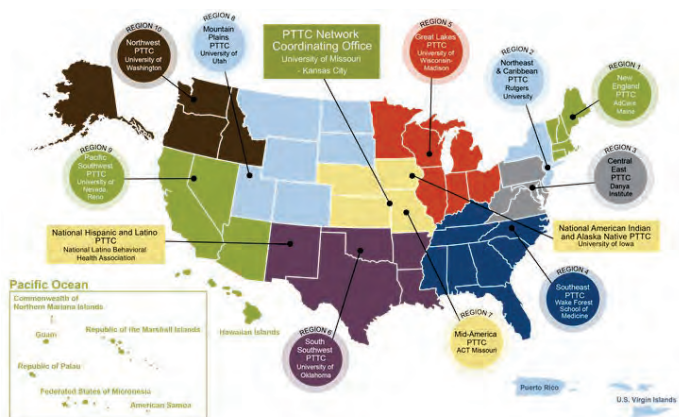 REGION 10
Northwest
PTTC
University of
Washington
REGION 8
Mountain
Plains
PTTC
University of
Utah
PTTC Network
Coordinating Office
University of Missouri
- Kansas City
REGION 5
Great Lakes
PTTC
University of
Wisconsin-
Madison
REGION 2
Northeast
& Caribbean
PTTC
Rutgers
University
REGION 1
New
England
PTTC
AdCare
Maine
REGION 9
Pacific
Southwest
PTTC
University of
Nevada,
Reno
REGION 3
Central
East
PTTC
Danya
Institute
National Hispanic and Latino
PTTC
National Latino Behavioral
Health Association
National American Indian
and Alaska Native PTTC
University of Iowa
REGION 4
Southeast
PTTC
Wake Forest
School of
Medicine
REGION 7
Mid-America
PTTC
ACT Missouri
REGION 6
South
Southwest
PTTC
University of
Oklahoma
Pacific Ocean
Commonwealth of
Northern Mariana Islands
Guam
Republic of the Marshall Islands
Republic of Palau
Federated States of Micronesia
American Samoa
Hawaiian Islands
Puerto Rico
U.S. Virgin Islands